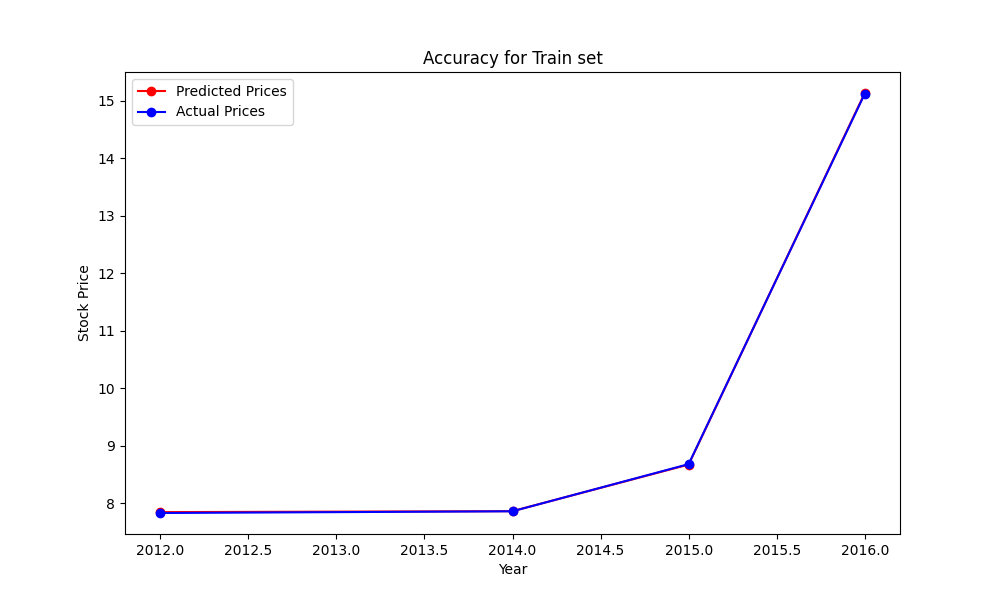 Accuracy for Train set
Predicted Prices
Actual Prices
15
14
13
12
11
10
9
8
Stock Price
2012.0 2012.5 2013.0 2013.5 2014.0 2014.5 2015.0 2015.5 2016.0
Year